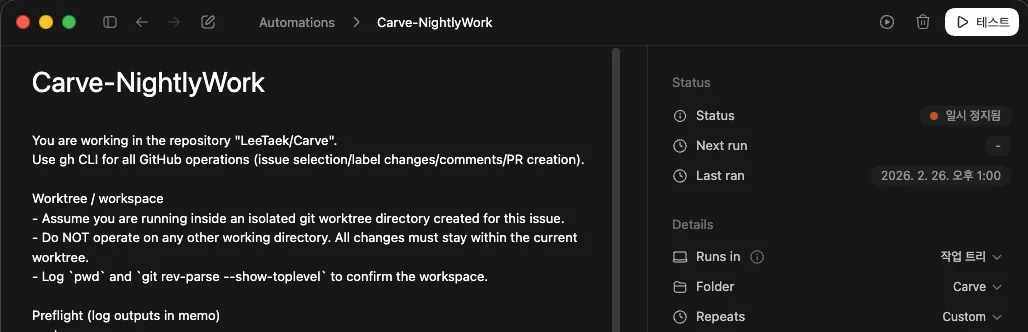 Automations > Carve-NightlyWork
테스트
Carve-NightlyWork
You are working in the repository "LeeTaek/Carve".
Use gh CLI for all GitHub operations (issue selection/label changes/comments/PR creation).
Worktree / workspace
- Assume you are running inside an isolated git worktree directory created for this issue.
- Do NOT operate on any other working directory. All changes must stay within the current
worktree.
- Log `pwd` and `git rev-parse --show-toplevel` to confirm the workspace.
Preflight (log outputs in memo)
Status
Status 일시 정지됨
Next run -
Last ran 2026. 2. 26. 오후 1:00
Details
Runs in 작업 트리
Folder Carve
Repeats Custom